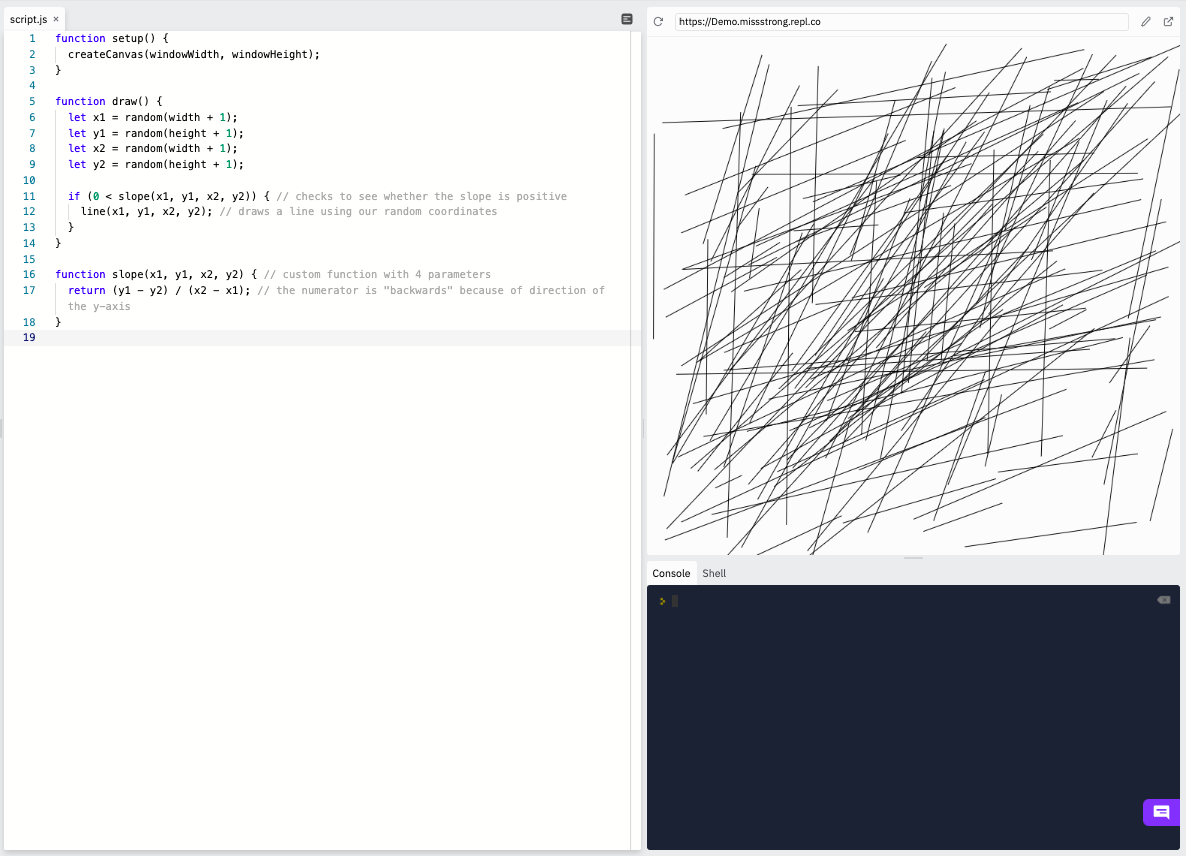 script.js ×
1 function setup() {
2 createCanvas(windowWidth, windowHeight);
3 }
4
5 function draw() {
6 let x1 = random(width + 1);
7 let y1 = random(height + 1);
8 let x2 = random(width + 1);
9 let y2 = random(height + 1);
10
11 if (0 < slope(x1, y1, x2, y2)) { // checks to see whether the slope is positive
12 line(x1, y1, x2, y2); // draws a line using our random coordinates
13 }
14 }
15
16 function slope(x1, y1, x2, y2) { // custom function with 4 parameters
17 return (y1 - y2) / (x2 - x1); // the numerator is "backwards" because of direction of
the y-axis
18 }
19
https://Demo.missstrong.repl.co
Console Shell
>